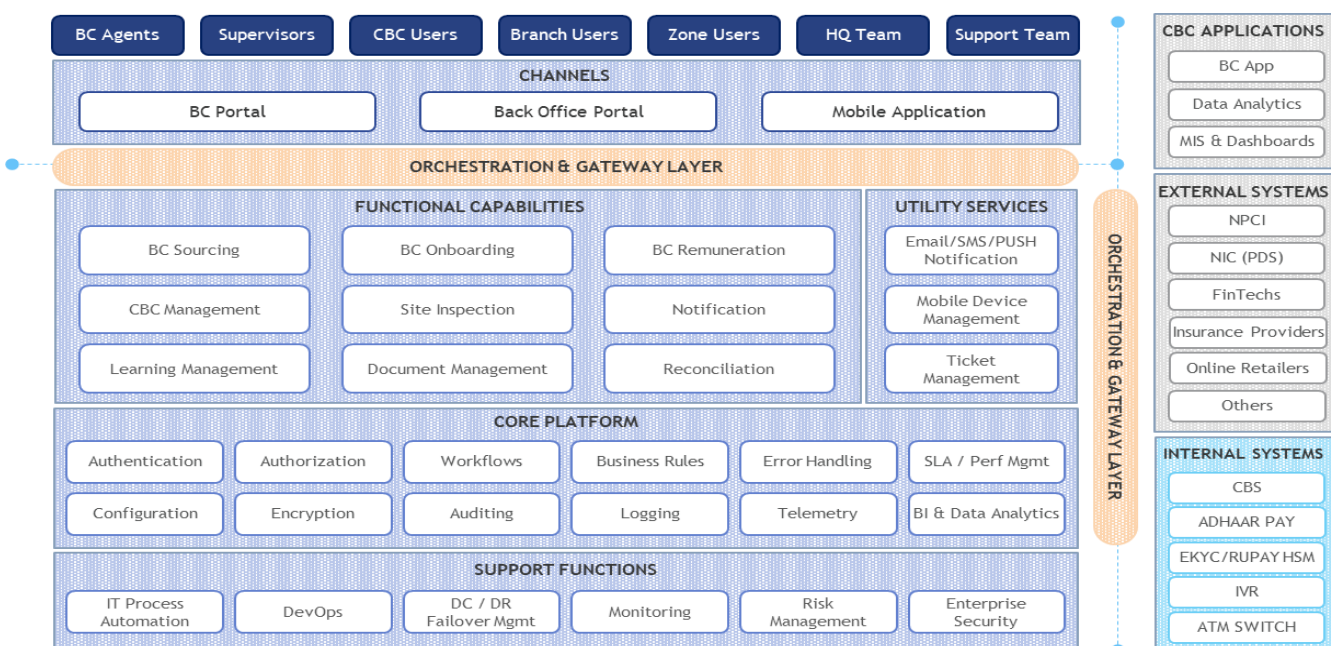 BC Agents
Supervisors
CBC Users
Branch Users
Zone Users
HQ Team
Support Team
CHANNELS
BC Portal
Back Office Portal
Mobile Application
ORCHESTRATION & GATEWAY LAYER
FUNCTIONAL CAPABILITIES
BC Sourcing
BC Onboarding
BC Remuneration
CBC Management
Site Inspection
Notification
Learning Management
Document Management
Reconciliation
UTILITY SERVICES
Email/SMS/PUSH
Notification
Mobile Device
Management
Ticket
Management
CORE PLATFORM
Authentication
Authorization
Workflows
Business Rules
Error Handling
SLA / Perf Mgmt
Configuration
Encryption
Auditing
Logging
Telemetry
BI & Data Analytics
SUPPORT FUNCTIONS
IT Process
Automation
DevOps
DC / DR
Failover Mgmt
Monitoring
Risk
Management
Enterprise
Security
ORCHESTRATION & GATEWAY LAYER
CBC APPLICATIONS
BC App
Data Analytics
MIS & Dashboards
EXTERNAL SYSTEMS
NPCI
NIC (PDS)
FinTechs
Insurance Providers
Online Retailers
Others
INTERNAL SYSTEMS
CBS
ADHAAR PAY
EKYC/RUPAY HSM
IVR
ATM SWITCH